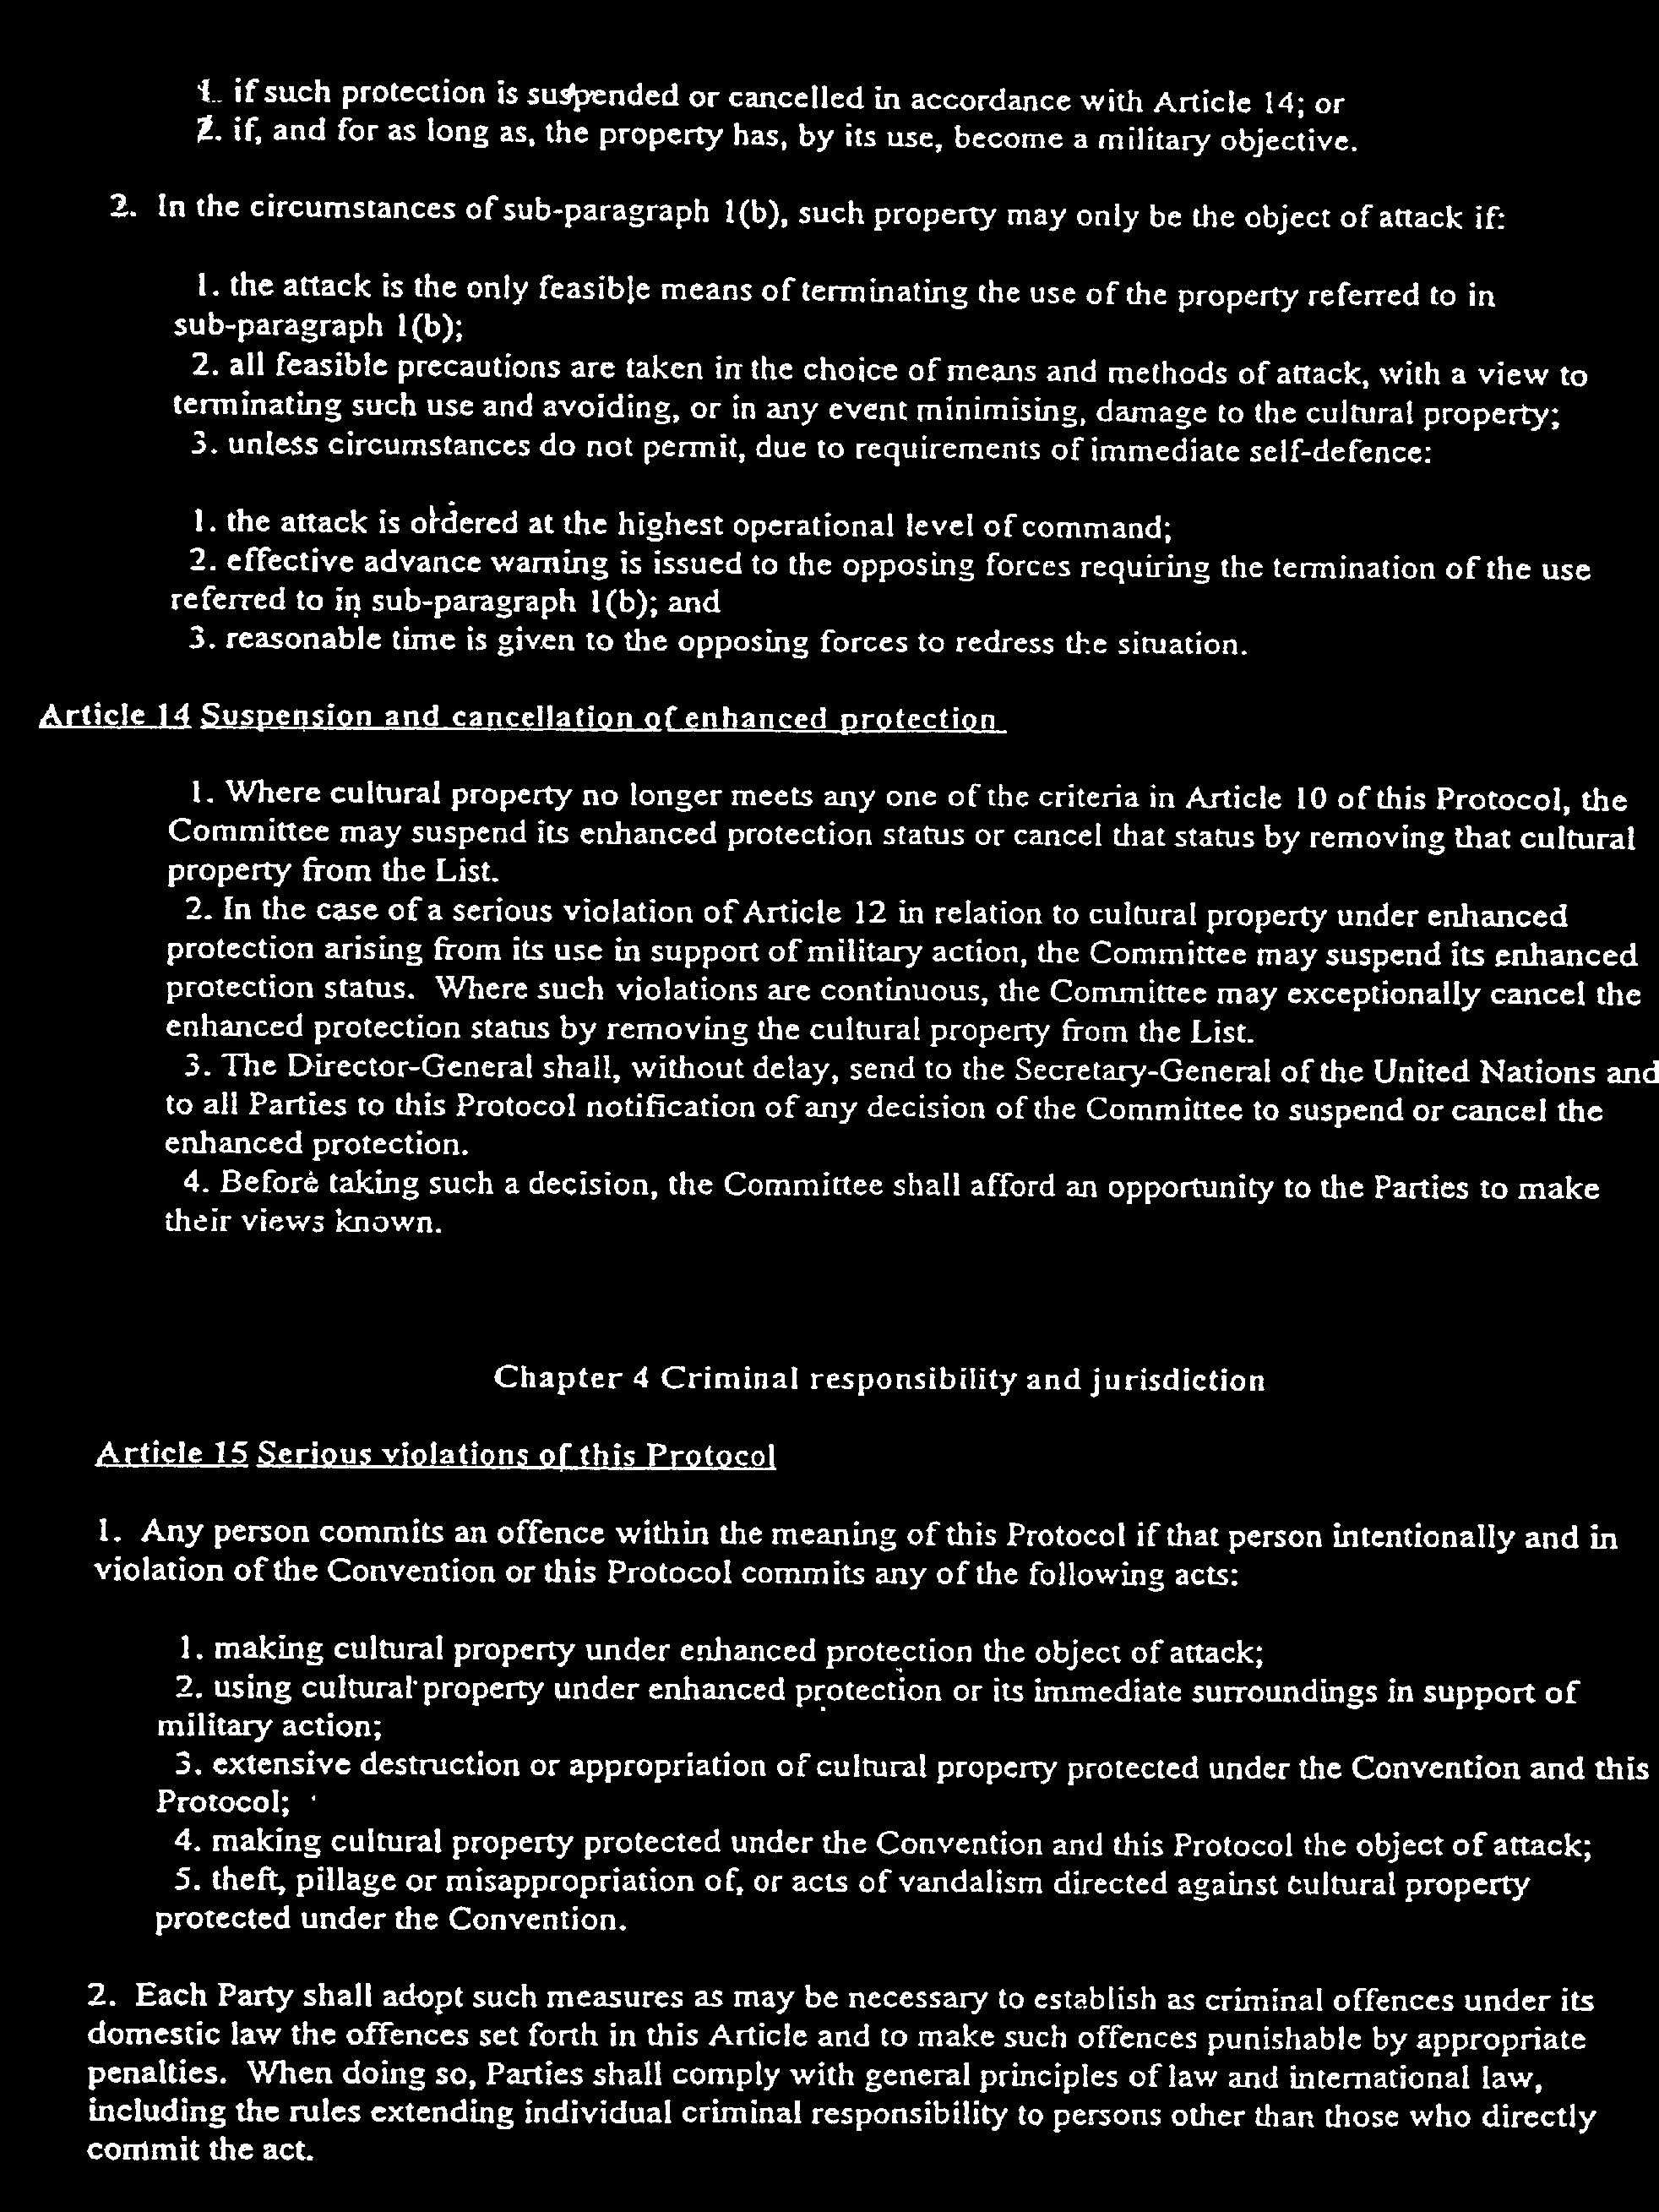 1. if such protection is suspended or cancelled in accordance with Article 14; or
2. if, and for as long as, the property has, by its use, become a military objective.
2. In the circumstances of sub-paragraph 1(b), such property may only be the object of attack if:
1. the attack is the only feasible means of terminating the use of the property referred to in
sub-paragraph 1(b);
2. all feasible precautions are taken in the choice of means and methods of attack, with a view to
terminating such use and avoiding, or in any event minimising, damage to the cultural property;
3. unless circumstances do not permit, due to requirements of immediate self-defence:
1. the attack is ordered at the highest operational level of command;
2. effective advance warning is issued to the opposing forces requiring the termination of the use
referred to in sub-paragraph 1(b); and
3. reasonable time is given to the opposing forces to redress the situation.
Article 14 Suspension and cancellation of enhanced protection
1. Where cultural property no longer meets any one of the criteria in Article 10 of this Protocol, the
Committee may suspend its enhanced protection status or cancel that status by removing that cultural
property from the List.
2. In the case of a serious violation of Article 12 in relation to cultural property under enhanced
protection arising from its use in support of military action, the Committee may suspend its enhanced
protection status. Where such violations are continuous, the Committee may exceptionally cancel the
enhanced protection status by removing the cultural property from the List.
3. The Director-General shall, without delay, send to the Secretary-General of the United Nations and
to all Parties to this Protocol notification of any decision of the Committee to suspend or cancel the
enhanced protection.
4. Before taking such a decision, the Committee shall afford an opportunity to the Parties to make
their views known.
Chapter 4 Criminal responsibility and jurisdiction
Article 15 Serious violations of this Protocol
1. Any person commits an offence within the meaning of this Protocol if that person intentionally and in
violation of the Convention or this Protocol commits any of the following acts:
1. making cultural property under enhanced protection the object of attack;
2. using cultural property under enhanced protection or its immediate surroundings in support of
military action;
3. extensive destruction or appropriation of cultural property protected under the Convention and this
Protocol;
4. making cultural property protected under the Convention and this Protocol the object of attack;
5. theft, pillage or misappropriation of, or acts of vandalism directed against cultural property
protected under the Convention.
2. Each Party shall adopt such measures as may be necessary to establish as criminal offences under its
domestic law the offences set forth in this Article and to make such offences punishable by appropriate
penalties. When doing so, Parties shall comply with general principles of law and international law,
including the rules extending individual criminal responsibility to persons other than those who directly
commit the act.